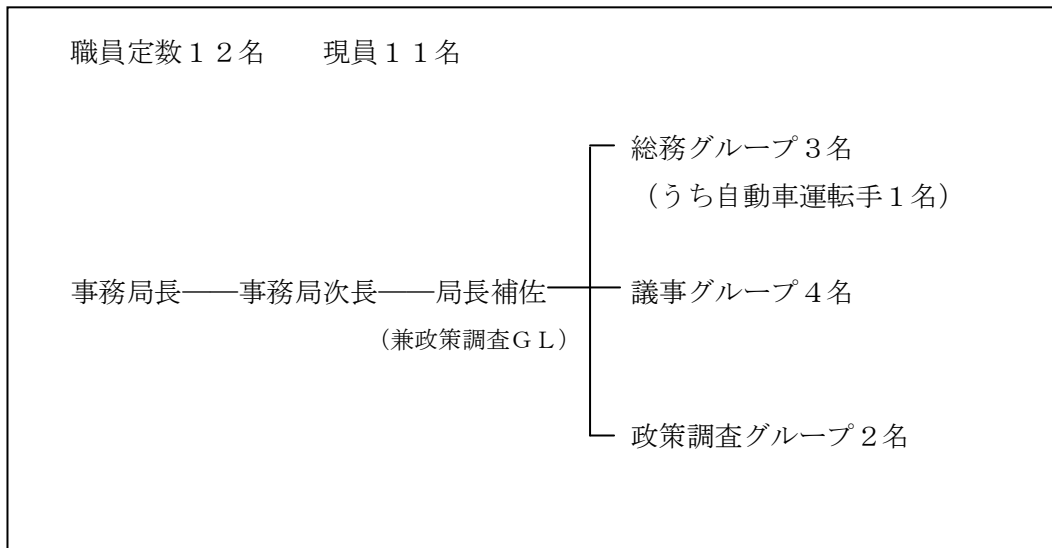 職員定数１２名　　現員１１名
総務グループ３名
（うち自動車運転手１名）
事務局長――事務局次長――局長補佐
議事グループ４名
（兼政策調査ＧＬ）
政策調査グループ２名